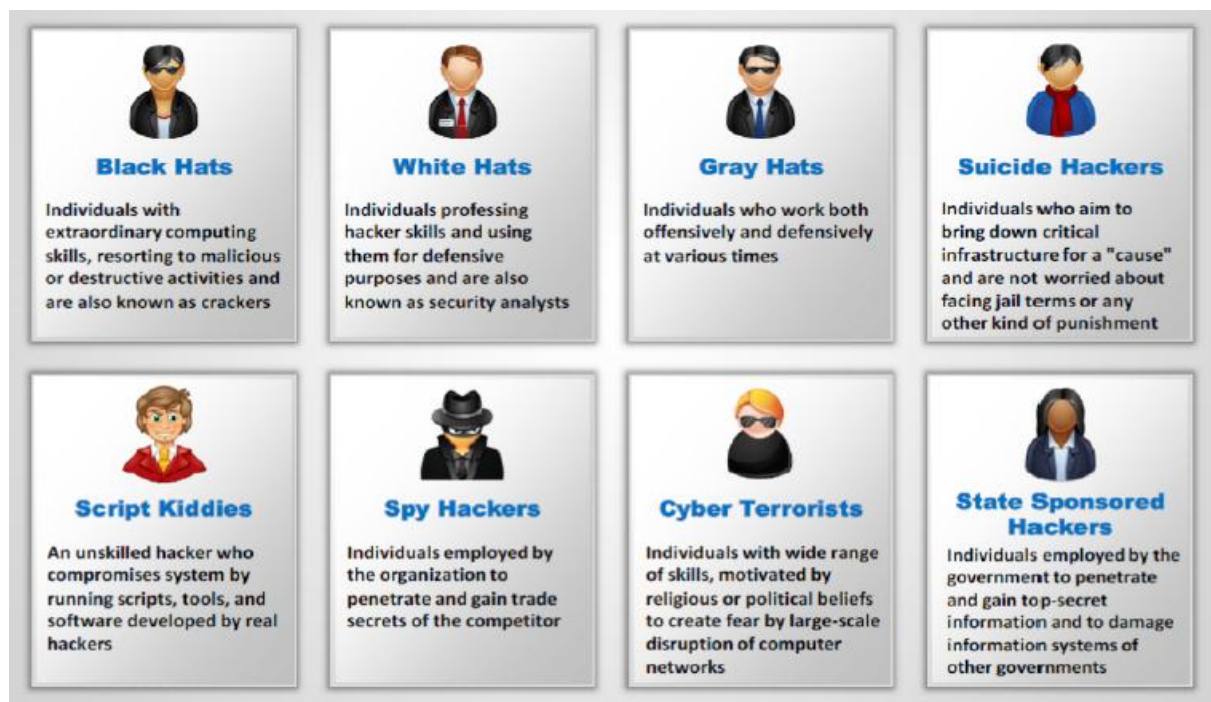 Black Hats
Individuals with
extraordinary computing
skills, resorting to malicious
or destructive activities and
are also known as crackers
White Hats
Individuals professing
hacker skills and using
them for defensive
purposes and are also
known as security analysts
Gray Hats
Individuals who work both
offensively and defensively
at various times
Suicide Hackers
Individuals who aim to
bring down critical
infrastructure for a "cause"
and are not worried about
facing jail terms or any
other kind of punishment
Script Kiddies
An unskilled hacker who
compromises system by
running scripts, tools, and
software developed by real
hackers
Spy Hackers
Individuals employed by
the organization to
penetrate and gain trade
secrets of the competitor
Cyber Terrorists
Individuals with wide range
of skills, motivated by
religious or political beliefs
to create fear by large-scale
disruption of computer
networks
State Sponsored
Hackers
Individuals employed by the
government to penetrate
and gain top-secret
information and to damage
information systems of
other governments